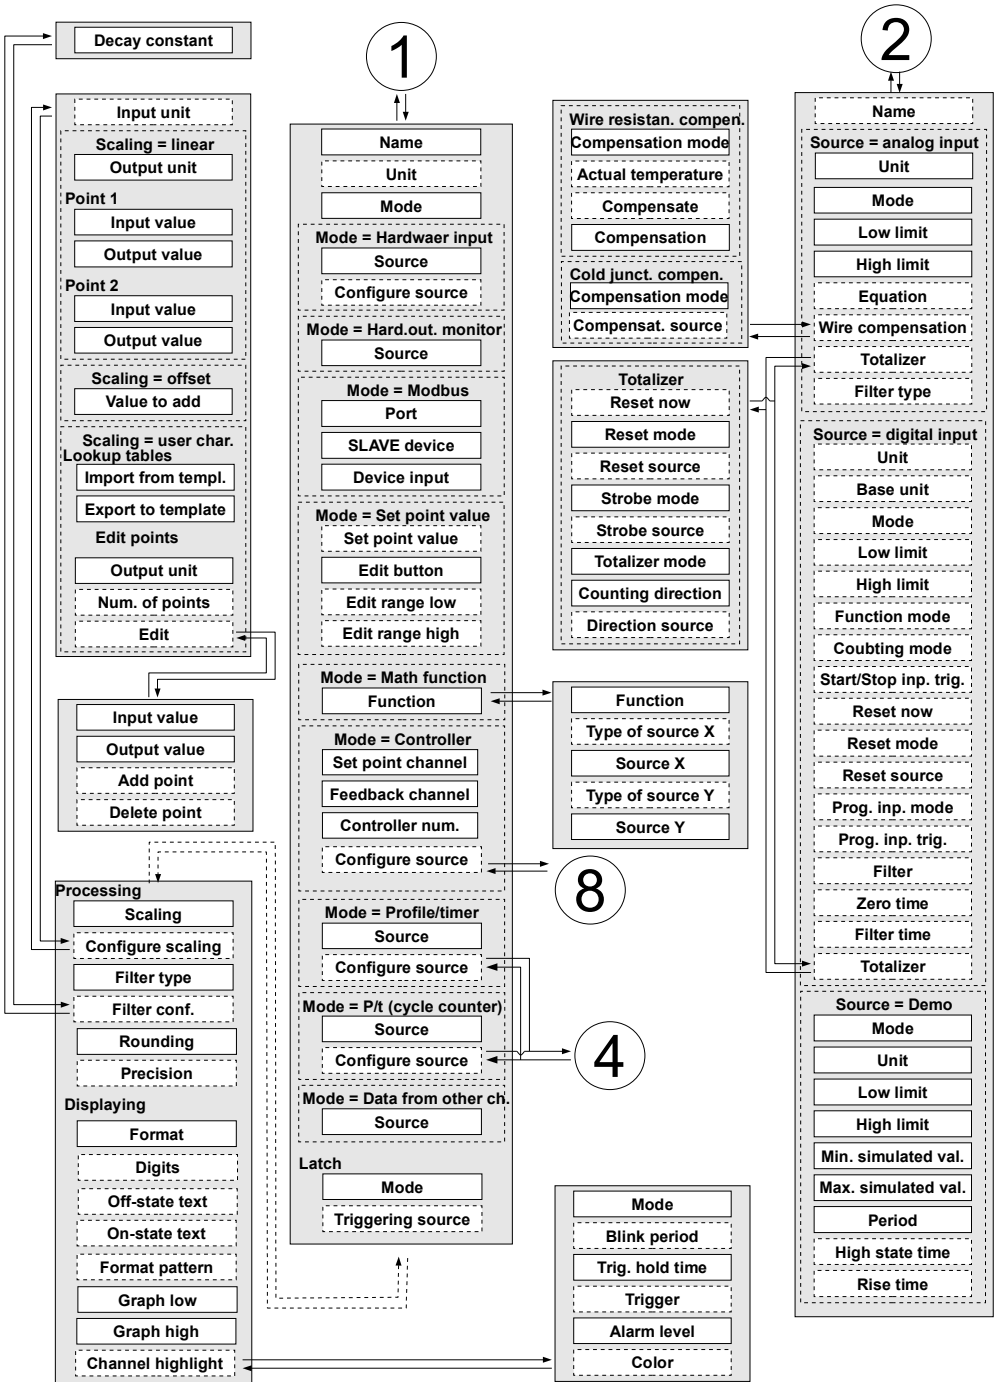 Decay constant
Input unit
Scaling = linear
Output unit
Point 1
Input value
Output value
Point 2
Input value
Output value
Scaling = offset
Value to add
Scaling = user char.
Lookup tables
Import from templ.
Export to template
Edit points
Output unit
Num. of points
Edit
Input value
Output value
Add point
Delete point
Processing
Scaling
Configure scaling
Filter type
Filter conf.
Rounding
Precision
Displaying
Format
Digits
Off-state text
On-state text
Format pattern
Graph low
Graph high
Channel highlight
1
Name
Unit
Mode
Mode = Hardwaer input
Source
Configure source
Mode = Hard.out. monitor
Source
Mode = Modbus
Port
SLAVE device
Device input
Mode = Set point value
Set point value
Edit button
Edit range low
Edit range high
Mode = Math function
Function
Mode = Controller
Set point channel
Feedback channel
Controller num.
Configure source
Mode = Profile/timer
Source
Configure source
Mode = P/t (cycle counter)
Source
Configure source
Mode = Data from other ch.
Source
Latch
Mode
Triggering source
Wire resistan. compen.
Compensation mode
Actual temperature
Compensate
Compensation
Cold junct. compen.
Compensation mode
Compensat. source
Totalizer
Reset now
Reset mode
Reset source
Strobe mode
Strobe source
Totalizer mode
Counting direction
Direction source
Function
Type of source X
Source X
Type of source Y
Source Y
8
4
Mode
Blink period
Trig. hold time
Trigger
Alarm level
Color
2
Name
Source = analog input
Unit
Mode
Low limit
High limit
Equation
Wire compensation
Totalizer
Filter type
Source = digital input
Unit
Base unit
Mode
Low limit
High limit
Function mode
Coubting mode
Start/Stop inp. trig.
Reset now
Reset mode
Reset source
Prog. inp. mode
Prog. inp. trig.
Filter
Zero time
Filter time
Totalizer
Source = Demo
Mode
Unit
Low limit
High limit
Min. simulated val.
Max. simulated val.
Period
High state time
Rise time